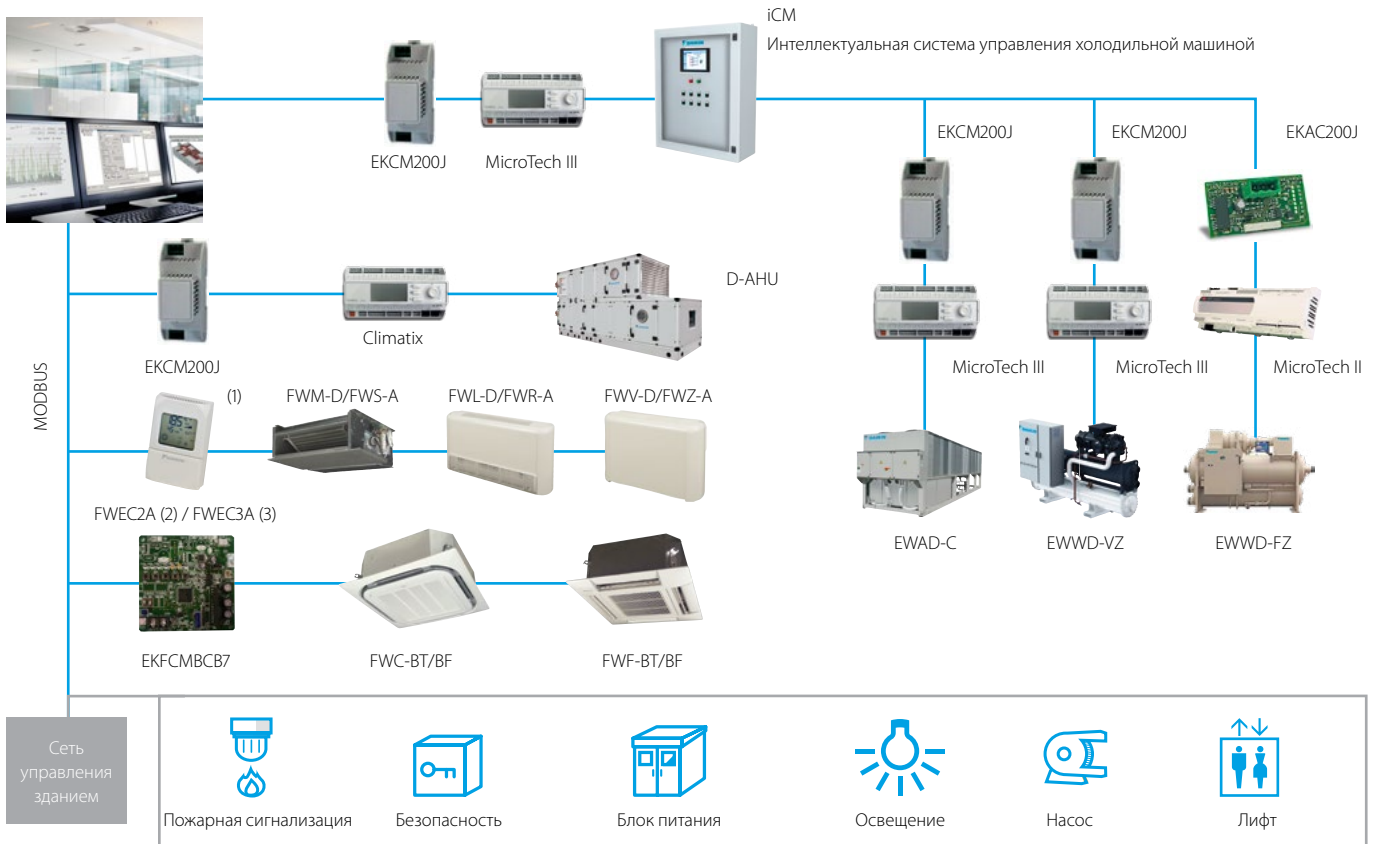 iCM
Интеллектуальная система управления холодильной машиной
EKCM200J
MicroTech III
EKCM200J
EKCM200J
EKAC200J
MicroTech III
MicroTech III
MicroTech II
EWAD-C
EWWD-VZ
EWWD-FZ
MODBUS
EKCM200J
Climatix
D-AHU
(1)
FWM-D/FWS-A
FWL-D/FWR-A
FWV-D/FWZ-A
FWEC2A (2) / FWEC3A (3)
EKFCMBCB7
FWC-BT/BF
FWF-BT/BF
Сеть
управления
зданием
Пожарная сигнализация
Безопасность
Блок питания
Освещение
Насос
Лифт